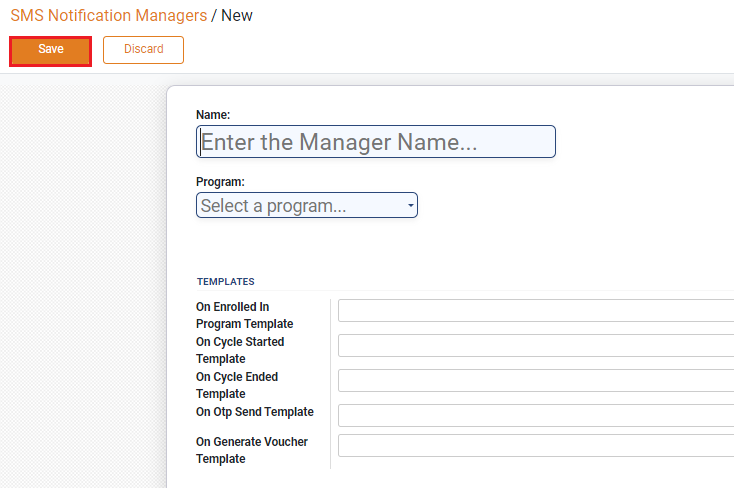 SMS Notification Managers / New
Save
Discard
Name:
Enter the Manager Name...
Program:
Select a program...
TEMPLATES
On Enrolled In
Program Template
On Cycle Started
Template
On Cycle Ended
Template
On Otp Send Template
On Generate Voucher
Template